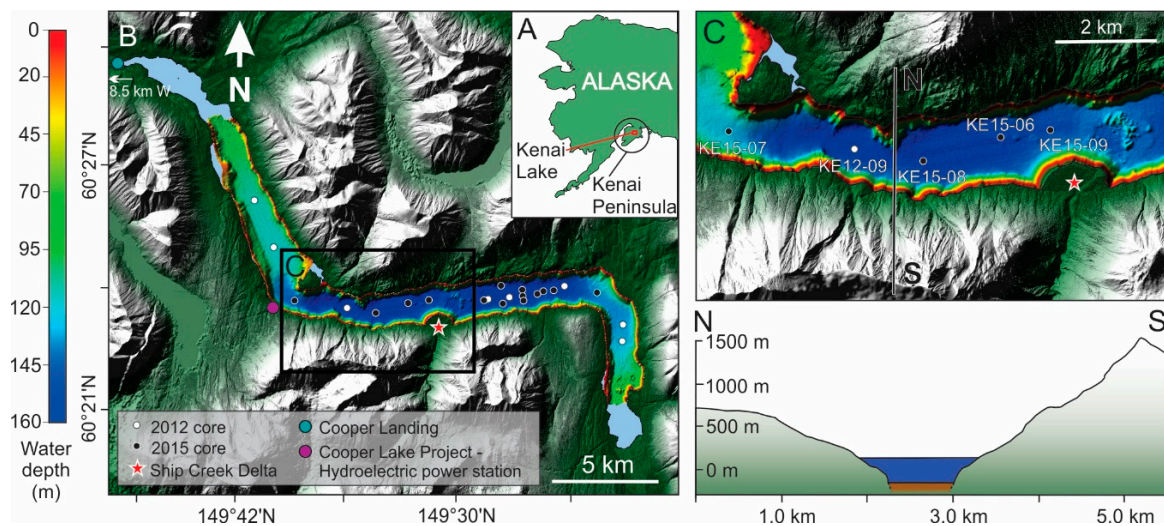 0
20
45
70
95
120
140
160
Water
depth
(m)
B
8.5 km W
N
60°27'N
60°21'N
C
2012 core
2015 core
Ship Creek Delta
Cooper Landing
Cooper Lake Project -
Hydroelectric power station
5 km
149°42'N
149°30'N
A
ALASKA
Kenai
Lake
Kenai
Peninsula
C
2 km
N
KE15-06
KE15-07
KE12-09
KE15-08
KE15-09
S
N
S
1500 m
1000 m
500 m
0 m
1.0 km
3.0 km
5.0 km